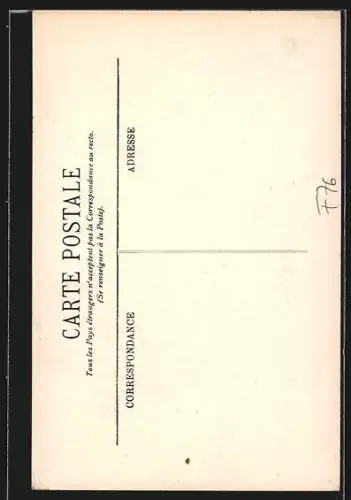 CARTE POSTALE
Tous les Pays étrangers n'acceptent pas la Correspondance au recto.
(Se renseigner à la Poste).
CORRESPONDANCE
ADRESSE
F76